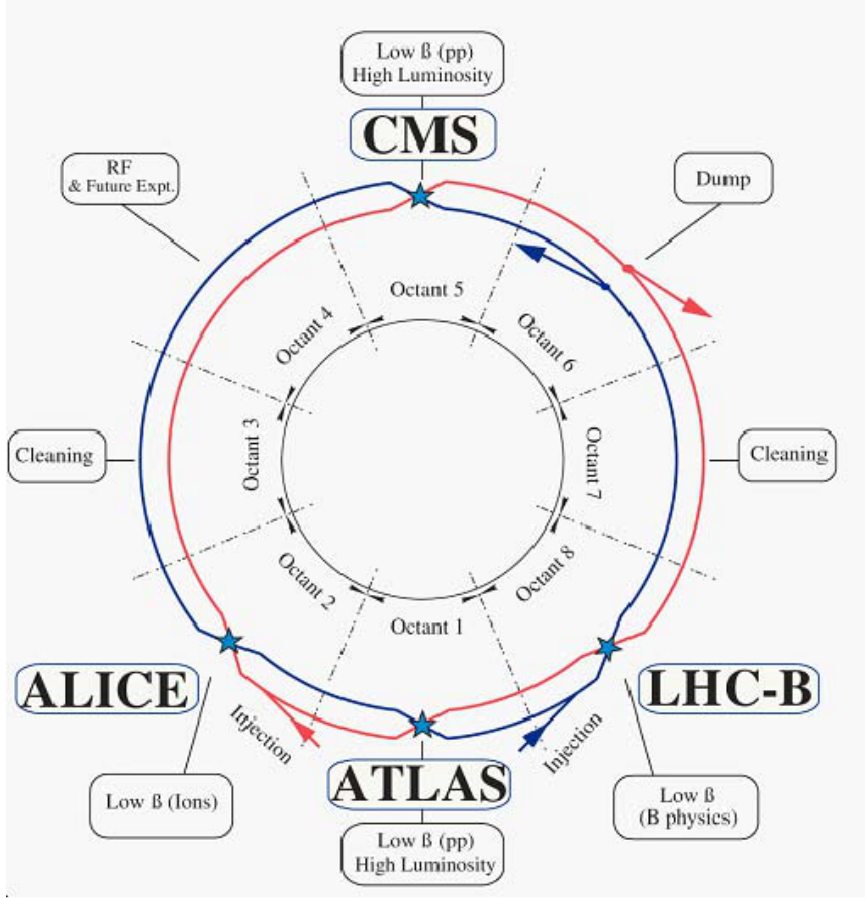 Low ß (pp)
High Luminosity
CMS
RF
& Future Expt.
Dump
Octant 5
Octant 4
Octant 6
Cleaning
Octant 3
Octant 7
Cleaning
Octant 2
Octant 8
Octant 1
ALICE
LHC-B
Injection
Injection
ATLAS
Low ß (Ions)
Low ß
(B physics)
Low ß (pp)
High Luminosity